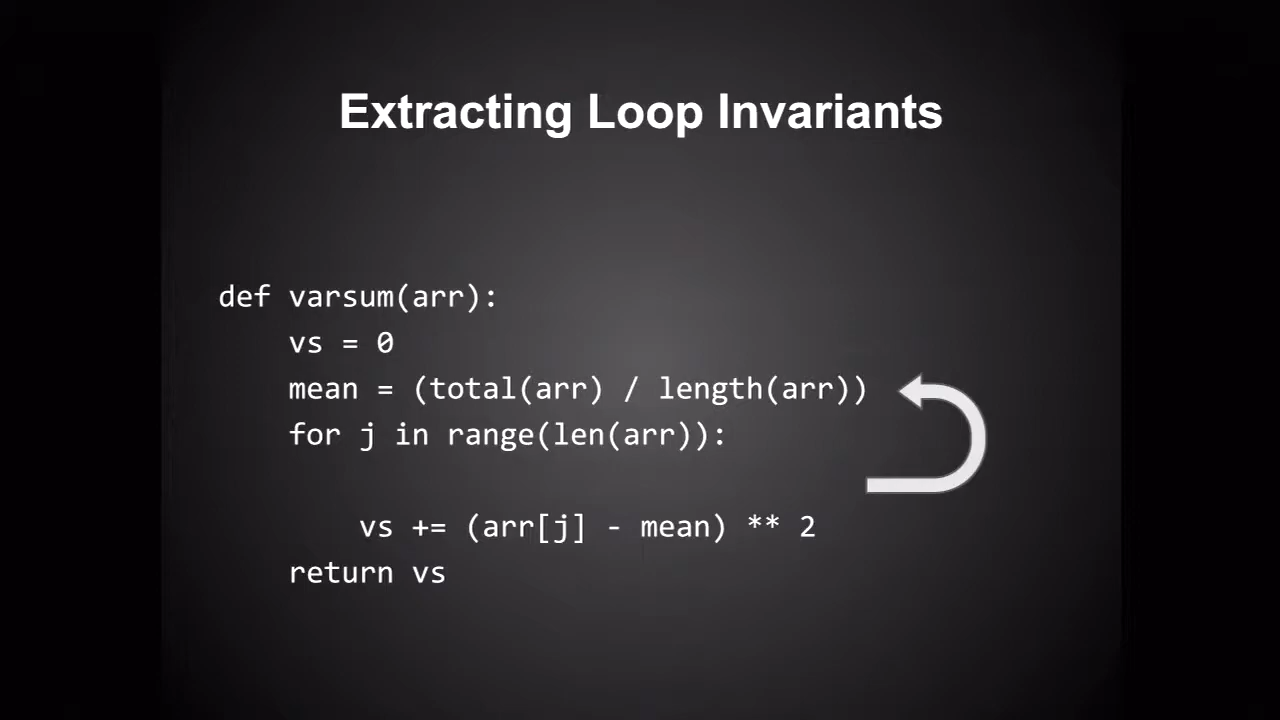 Extracting Loop Invariants
def varsum(arr):
    vs = 0
    mean = (total(arr) / length(arr))
    for j in range(len(arr)):
        vs += (arr[j] - mean) ** 2
    return vs